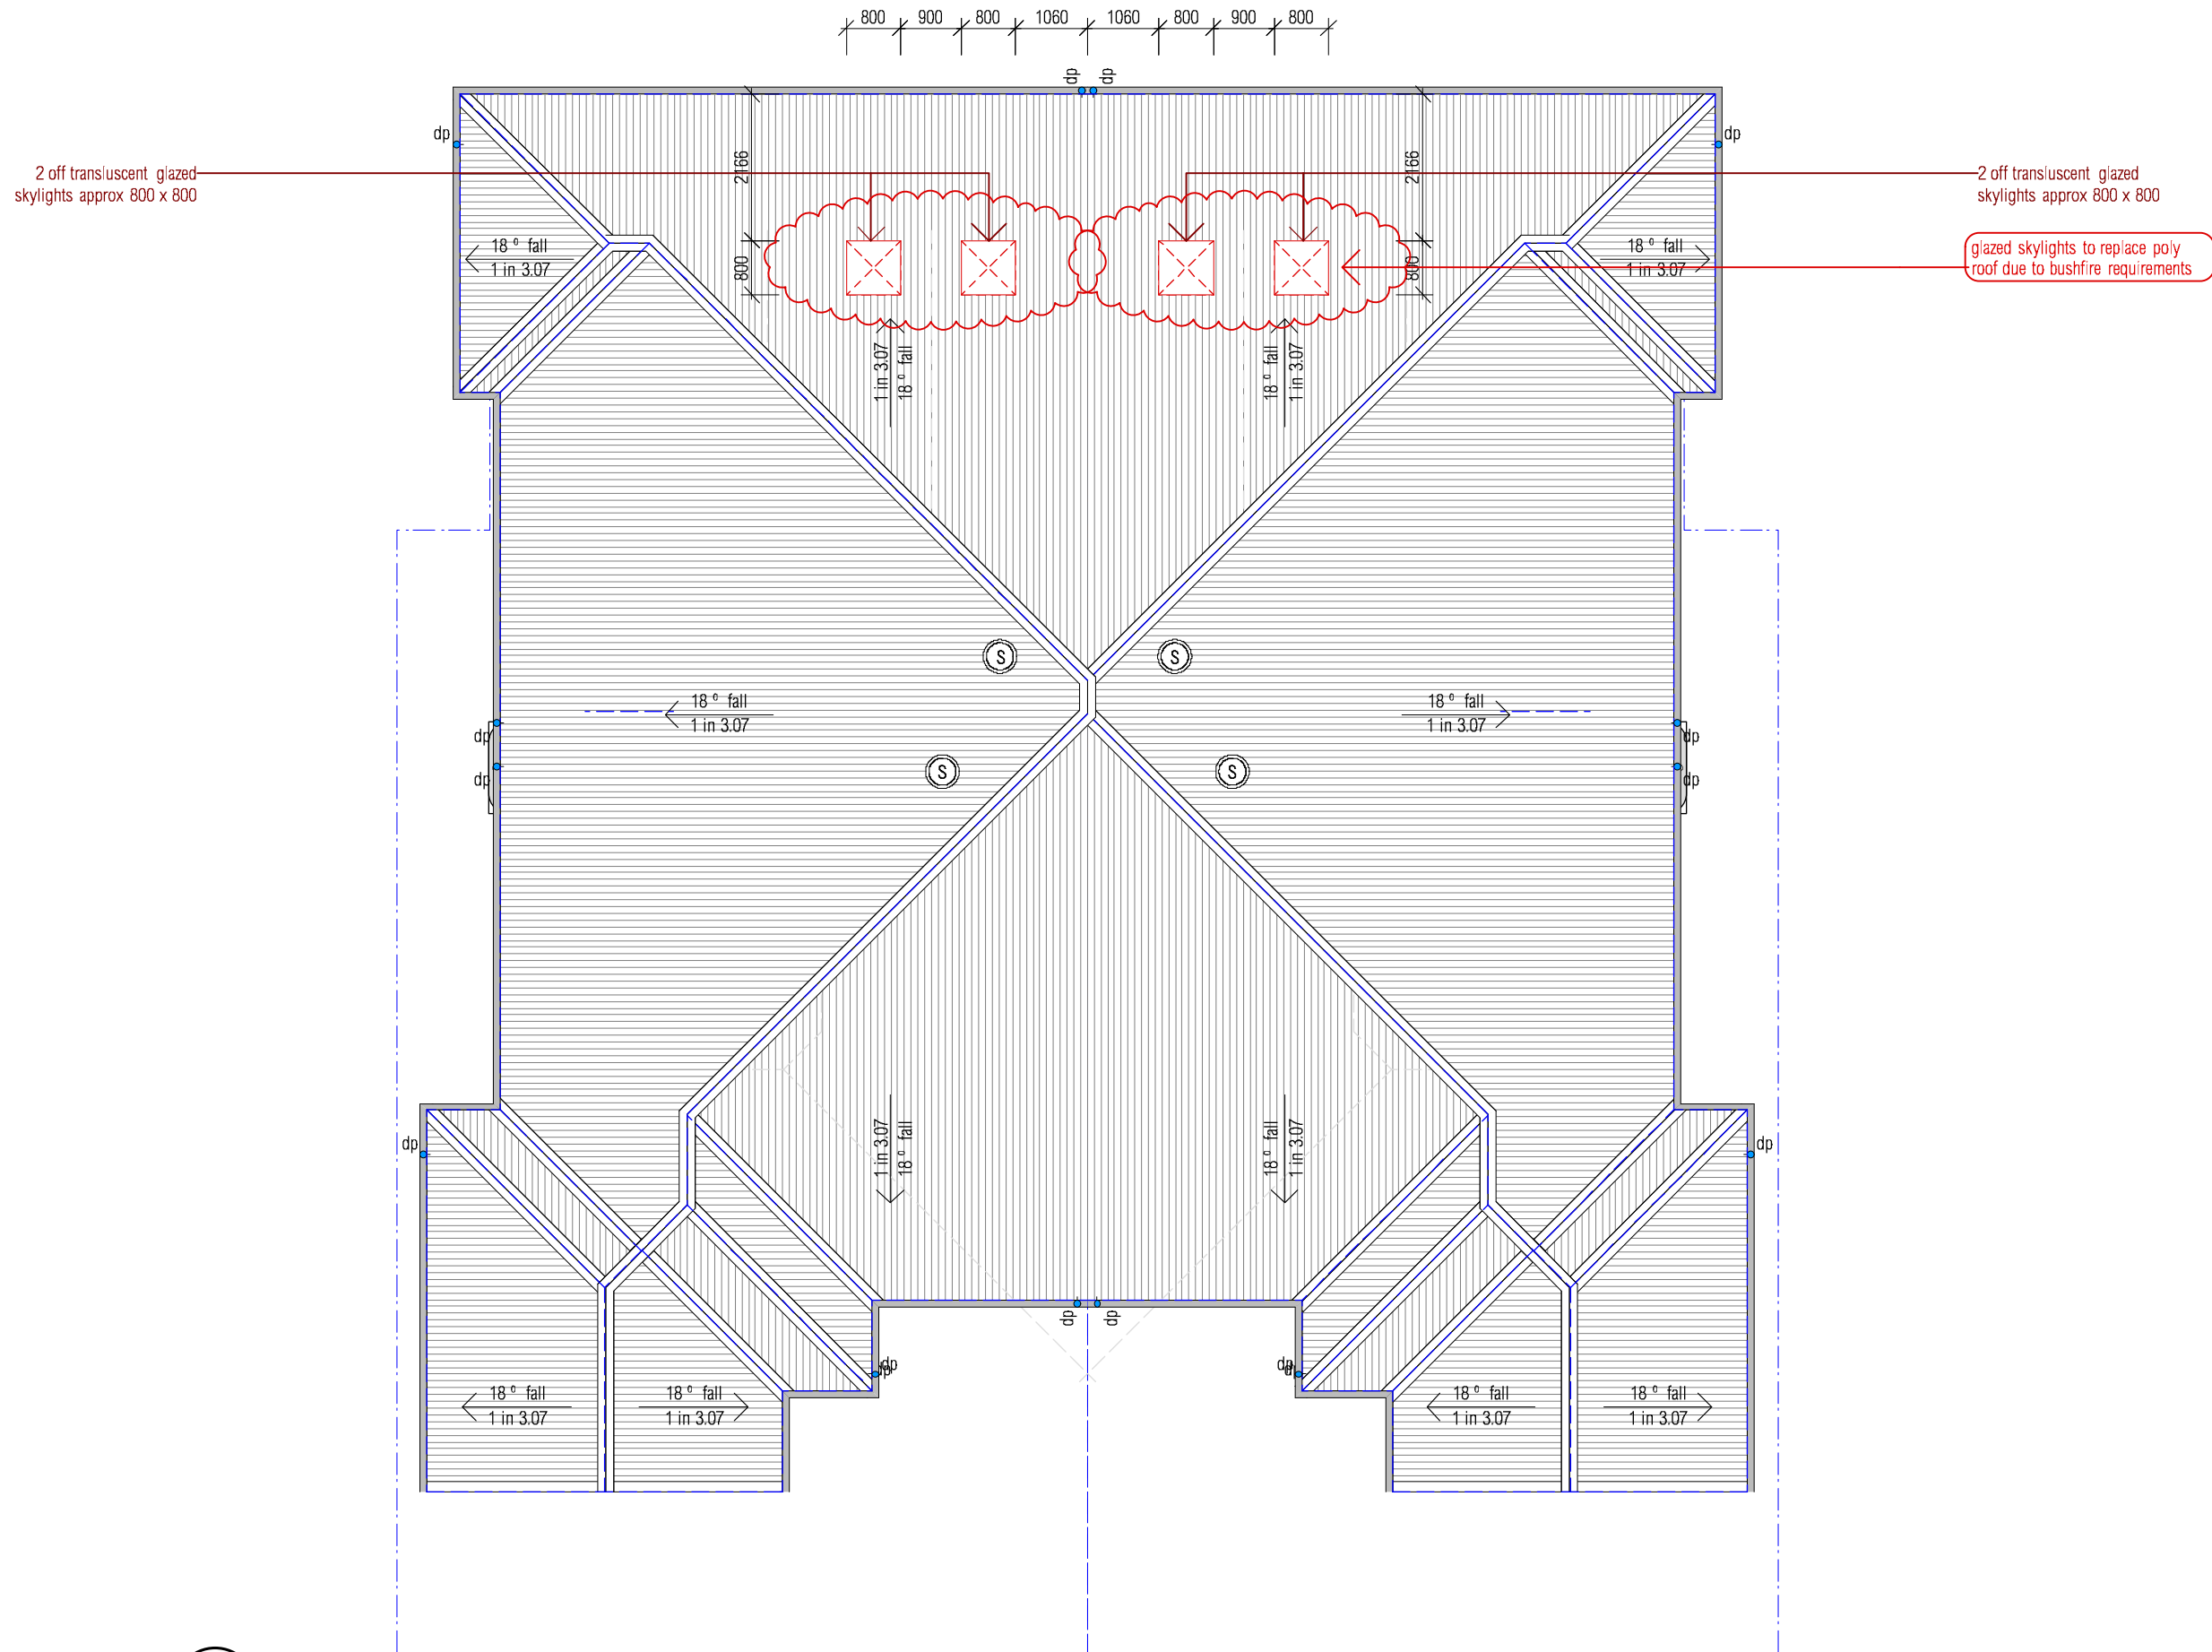 800 900 800 1060 1060 800 900 800
dp dp
dp
dp
2 off transluscent glazed
skylights approx 800 x 800
2 off transluscent glazed
skylights approx 800 x 800
2166
2166
800
800
glazed skylights to replace poly
roof due to bushfire requirements
18 º fall
1 in 3.07
18 º fall
1 in 3.07
1 in 3.07
18 º fall
18 º fall
1 in 3.07
S
S
18 º fall
1 in 3.07
18 º fall
1 in 3.07
dp
dp
dp
dp
S
S
dp
dp
1 in 3.07
18 º fall
18 º fall
1 in 3.07
dp dp
dp
dp
dp
dp
18 º fall
1 in 3.07
18 º fall
1 in 3.07
18 º fall
1 in 3.07
18 º fall
1 in 3.07